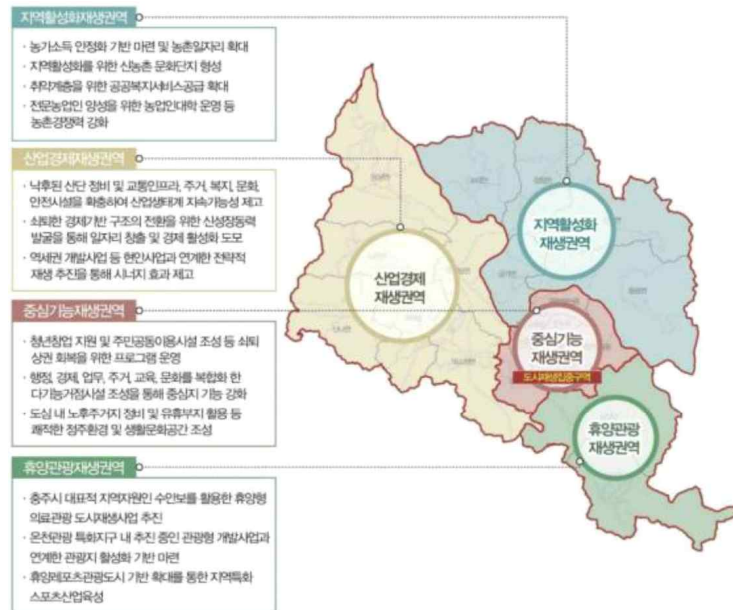 지역활성화재생권역
· 농가소득 안정화 기반 마련 및 농촌일자리 확대
· 지역활성화를 위한 신농촌 문화단지 형성
· 취약계층을 위한 공공복지서비스공급 확대
· 전문농업인 양성을 위한 농업인대학 운영 등
농촌경쟁력 강화
산업경제재생권역
· 낙후된 산단 정비 및 교통인프라, 주거, 복지, 문화,
안전시설을 확충하여 산업생태계 지속가능성 제고
· 쇠퇴한 경제기반 구조의 전환을 위한 신성장동력
발굴을 통해 일자리 창출 및 경제 활성화 도모
· 역세권 개발사업 등 현안사업과 연계한 전략적
재생 추진을 통해 시너지 효과 제고
중심기능재생권역
· 청년창업 지원 및 주민공동이용시설 조성 등 쇠퇴
상권 회복을 위한 프로그램 운영
· 행정, 경제, 업무, 주거, 교육, 문화를 복합화 한
다기능거점시설 조성을 통해 중심지 기능 강화
· 도심 내 노후주거지 정비 및 유휴부지 활용 등
쾌적한 정주환경 및 생활문화공간 조성
휴양관광재생권역
· 충주시 대표적 지역자원인 수안보를 활용한 휴양형
의료관광 도시재생사업 추진
· 온천관광 특화지구 내 추진 중인 관광형 개발사업과
연계한 관광지 활성화 기반 마련
· 휴양레포츠관광도시 기반 확대를 통한 지역특화
스포츠산업육성
지역활성화
재생권역
산업경제
재생권역
중심기능
재생권역
도시재생집중구역
휴양관광
재생권역